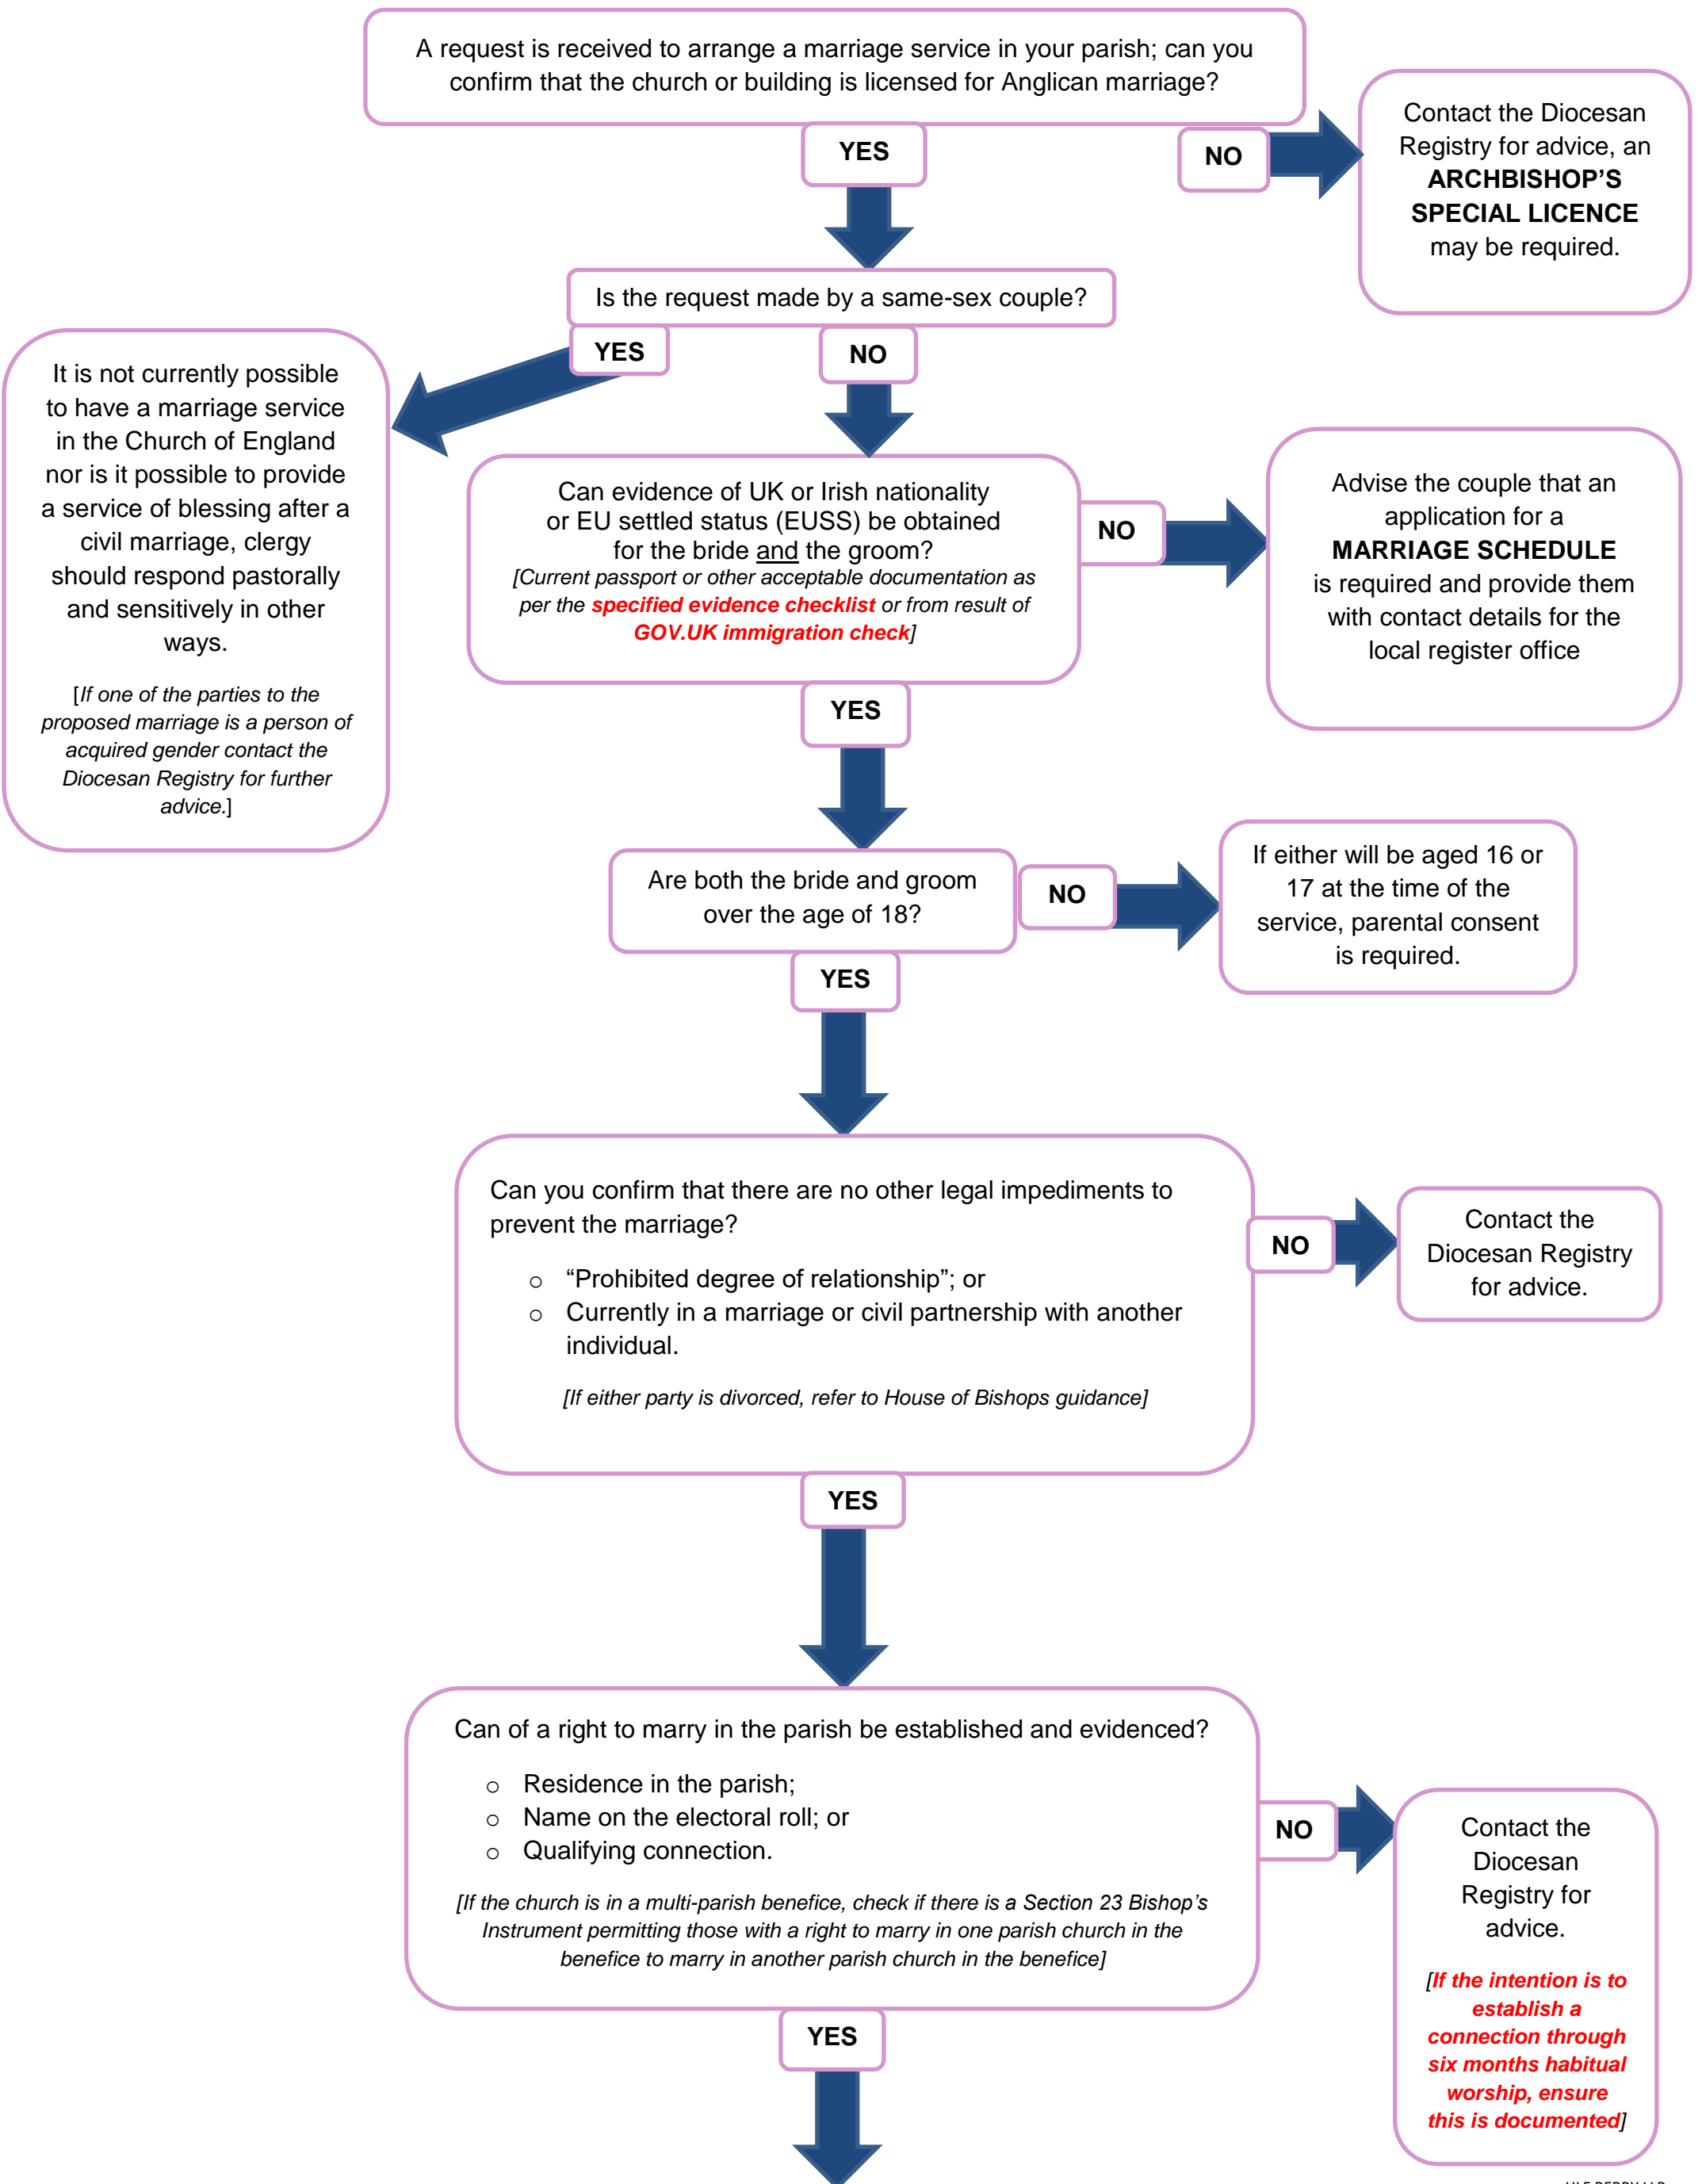 A request is received to arrange a marriage service in your parish; can you
confirm that the church or building is licensed for Anglican marriage?
YES
NO
Contact the Diocesan
Registry for advice, an
ARCHBISHOP’S
SPECIAL LICENCE
may be required.
Is the request made by a same-sex couple?
YES
NO
It is not currently possible
to have a marriage service
in the Church of England
nor is it possible to provide
a service of blessing after a
civil marriage, clergy
should respond pastorally
and sensitively in other
ways.
[If one of the parties to the
proposed marriage is a person of
acquired gender contact the
Diocesan Registry for further
advice.]
Can evidence of UK or Irish nationality
or EU settled status (EUSS) be obtained
for the bride and the groom?
[Current passport or other acceptable documentation as
per the specified evidence checklist or from result of
GOV.UK immigration check]
NO
Advise the couple that an
application for a
MARRIAGE SCHEDULE
is required and provide them
with contact details for the
local register office
YES
Are both the bride and groom
over the age of 18?
NO
If either will be aged 16 or
17 at the time of the
service, parental consent
is required.
YES
Can you confirm that there are no other legal impediments to
prevent the marriage?
o “Prohibited degree of relationship”; or
o Currently in a marriage or civil partnership with another
individual.
[If either party is divorced, refer to House of Bishops guidance]
NO
Contact the
Diocesan Registry
for advice.
YES
Can of a right to marry in the parish be established and evidenced?
o Residence in the parish;
o Name on the electoral roll; or
o Qualifying connection.
[If the church is in a multi-parish benefice, check if there is a Section 23 Bishop’s
Instrument permitting those with a right to marry in one parish church in the
benefice to marry in another parish church in the benefice]
NO
Contact the
Diocesan
Registry for
advice.
[If the intention is to
establish a
connection through
six months habitual
worship, ensure
this is documented]
YES